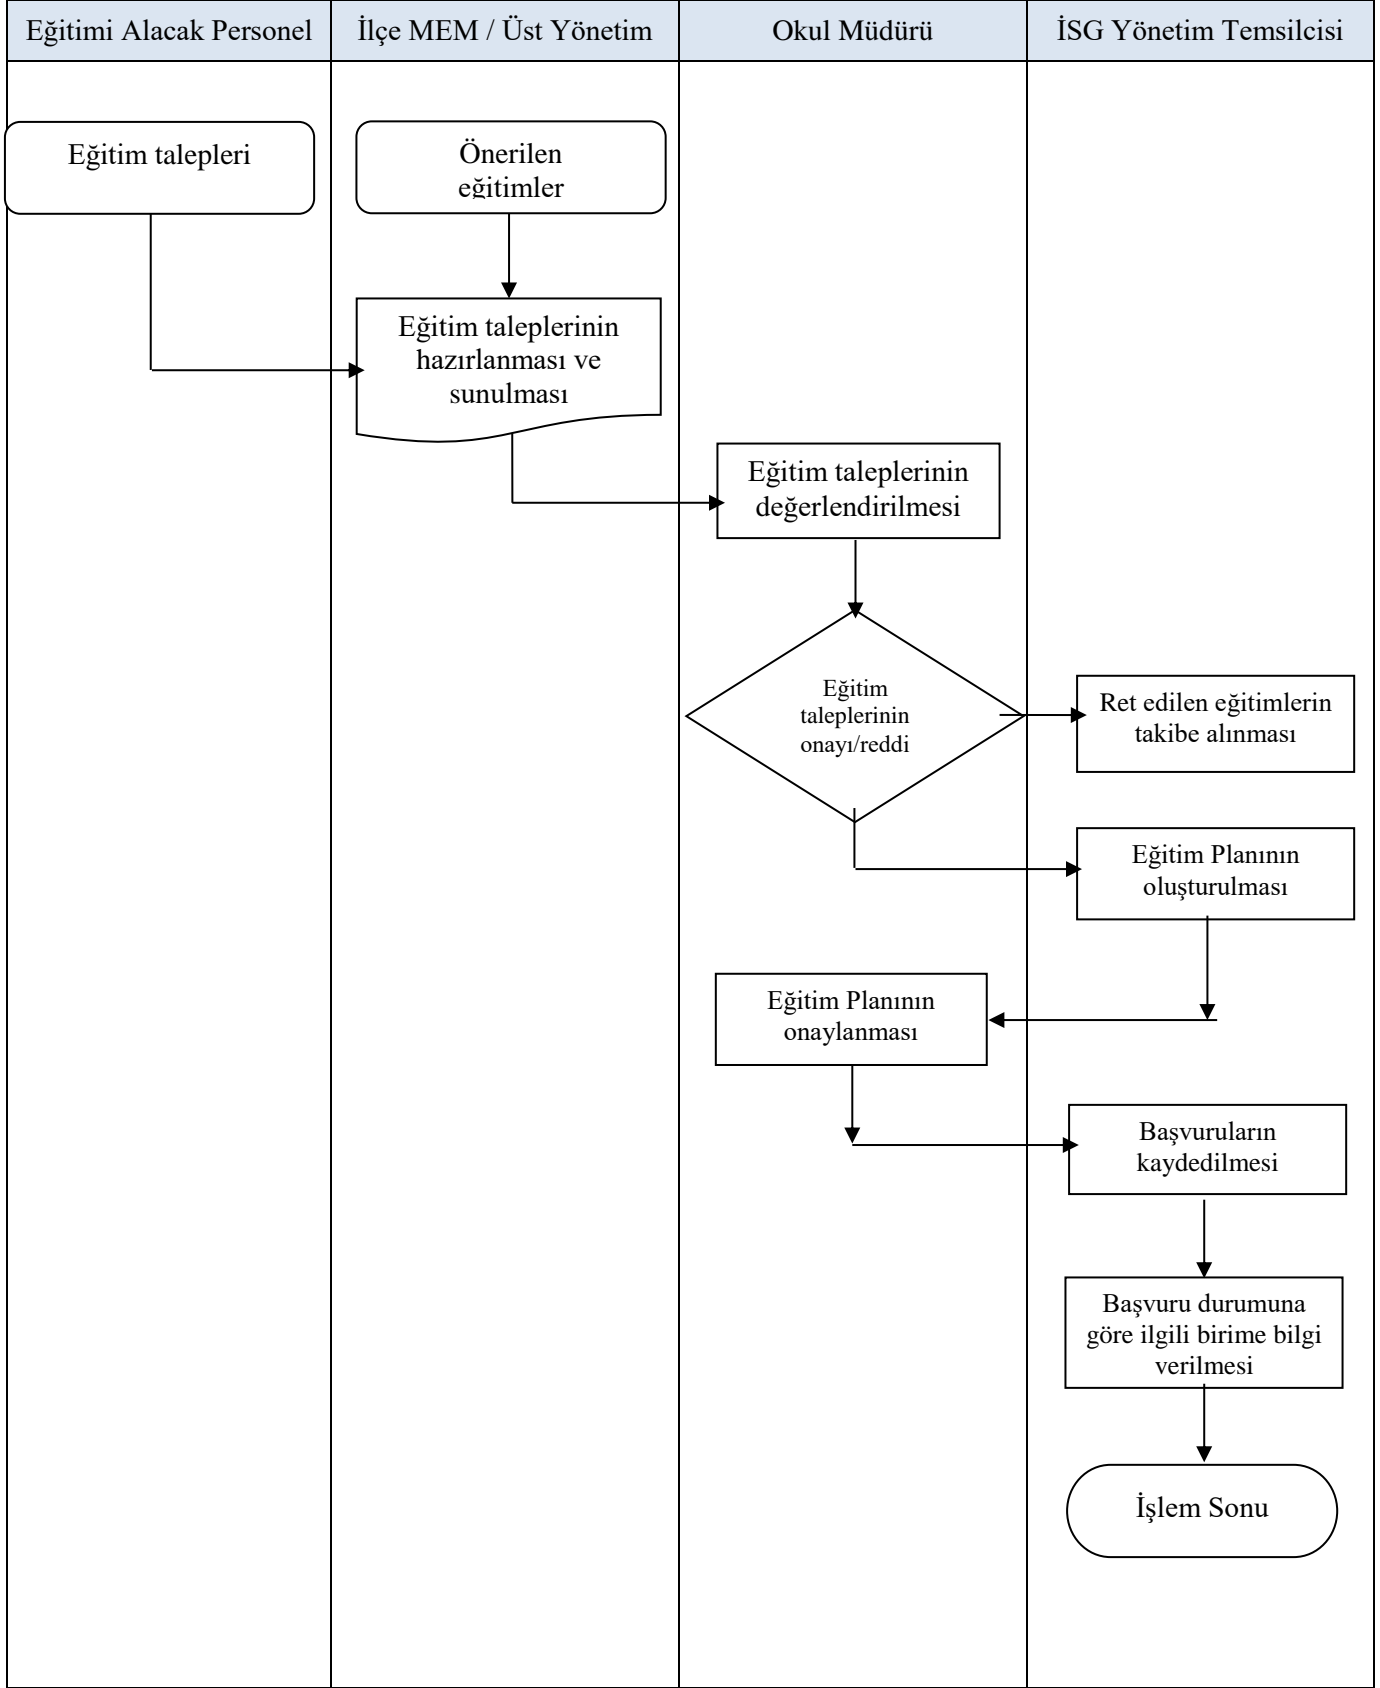 Eğitimi Alacak Personel
İlçe MEM / Üst Yönetim
Okul Müdürü
İSG Yönetim Temsilcisi
Eğitim talepleri
Önerilen
eğitimler
Eğitim taleplerinin
hazırlanması ve
sunulması
Eğitim taleplerinin
değerlendirilmesi
Eğitim
taleplerinin
onayı/reddi
Ret edilen eğitimlerin
takibe alınması
Eğitim Planının
oluşturulması
Eğitim Planının
onaylanması
Başvuruların
kaydedilmesi
Başvuru durumuna
göre ilgili birime bilgi
verilmesi
İşlem Sonu